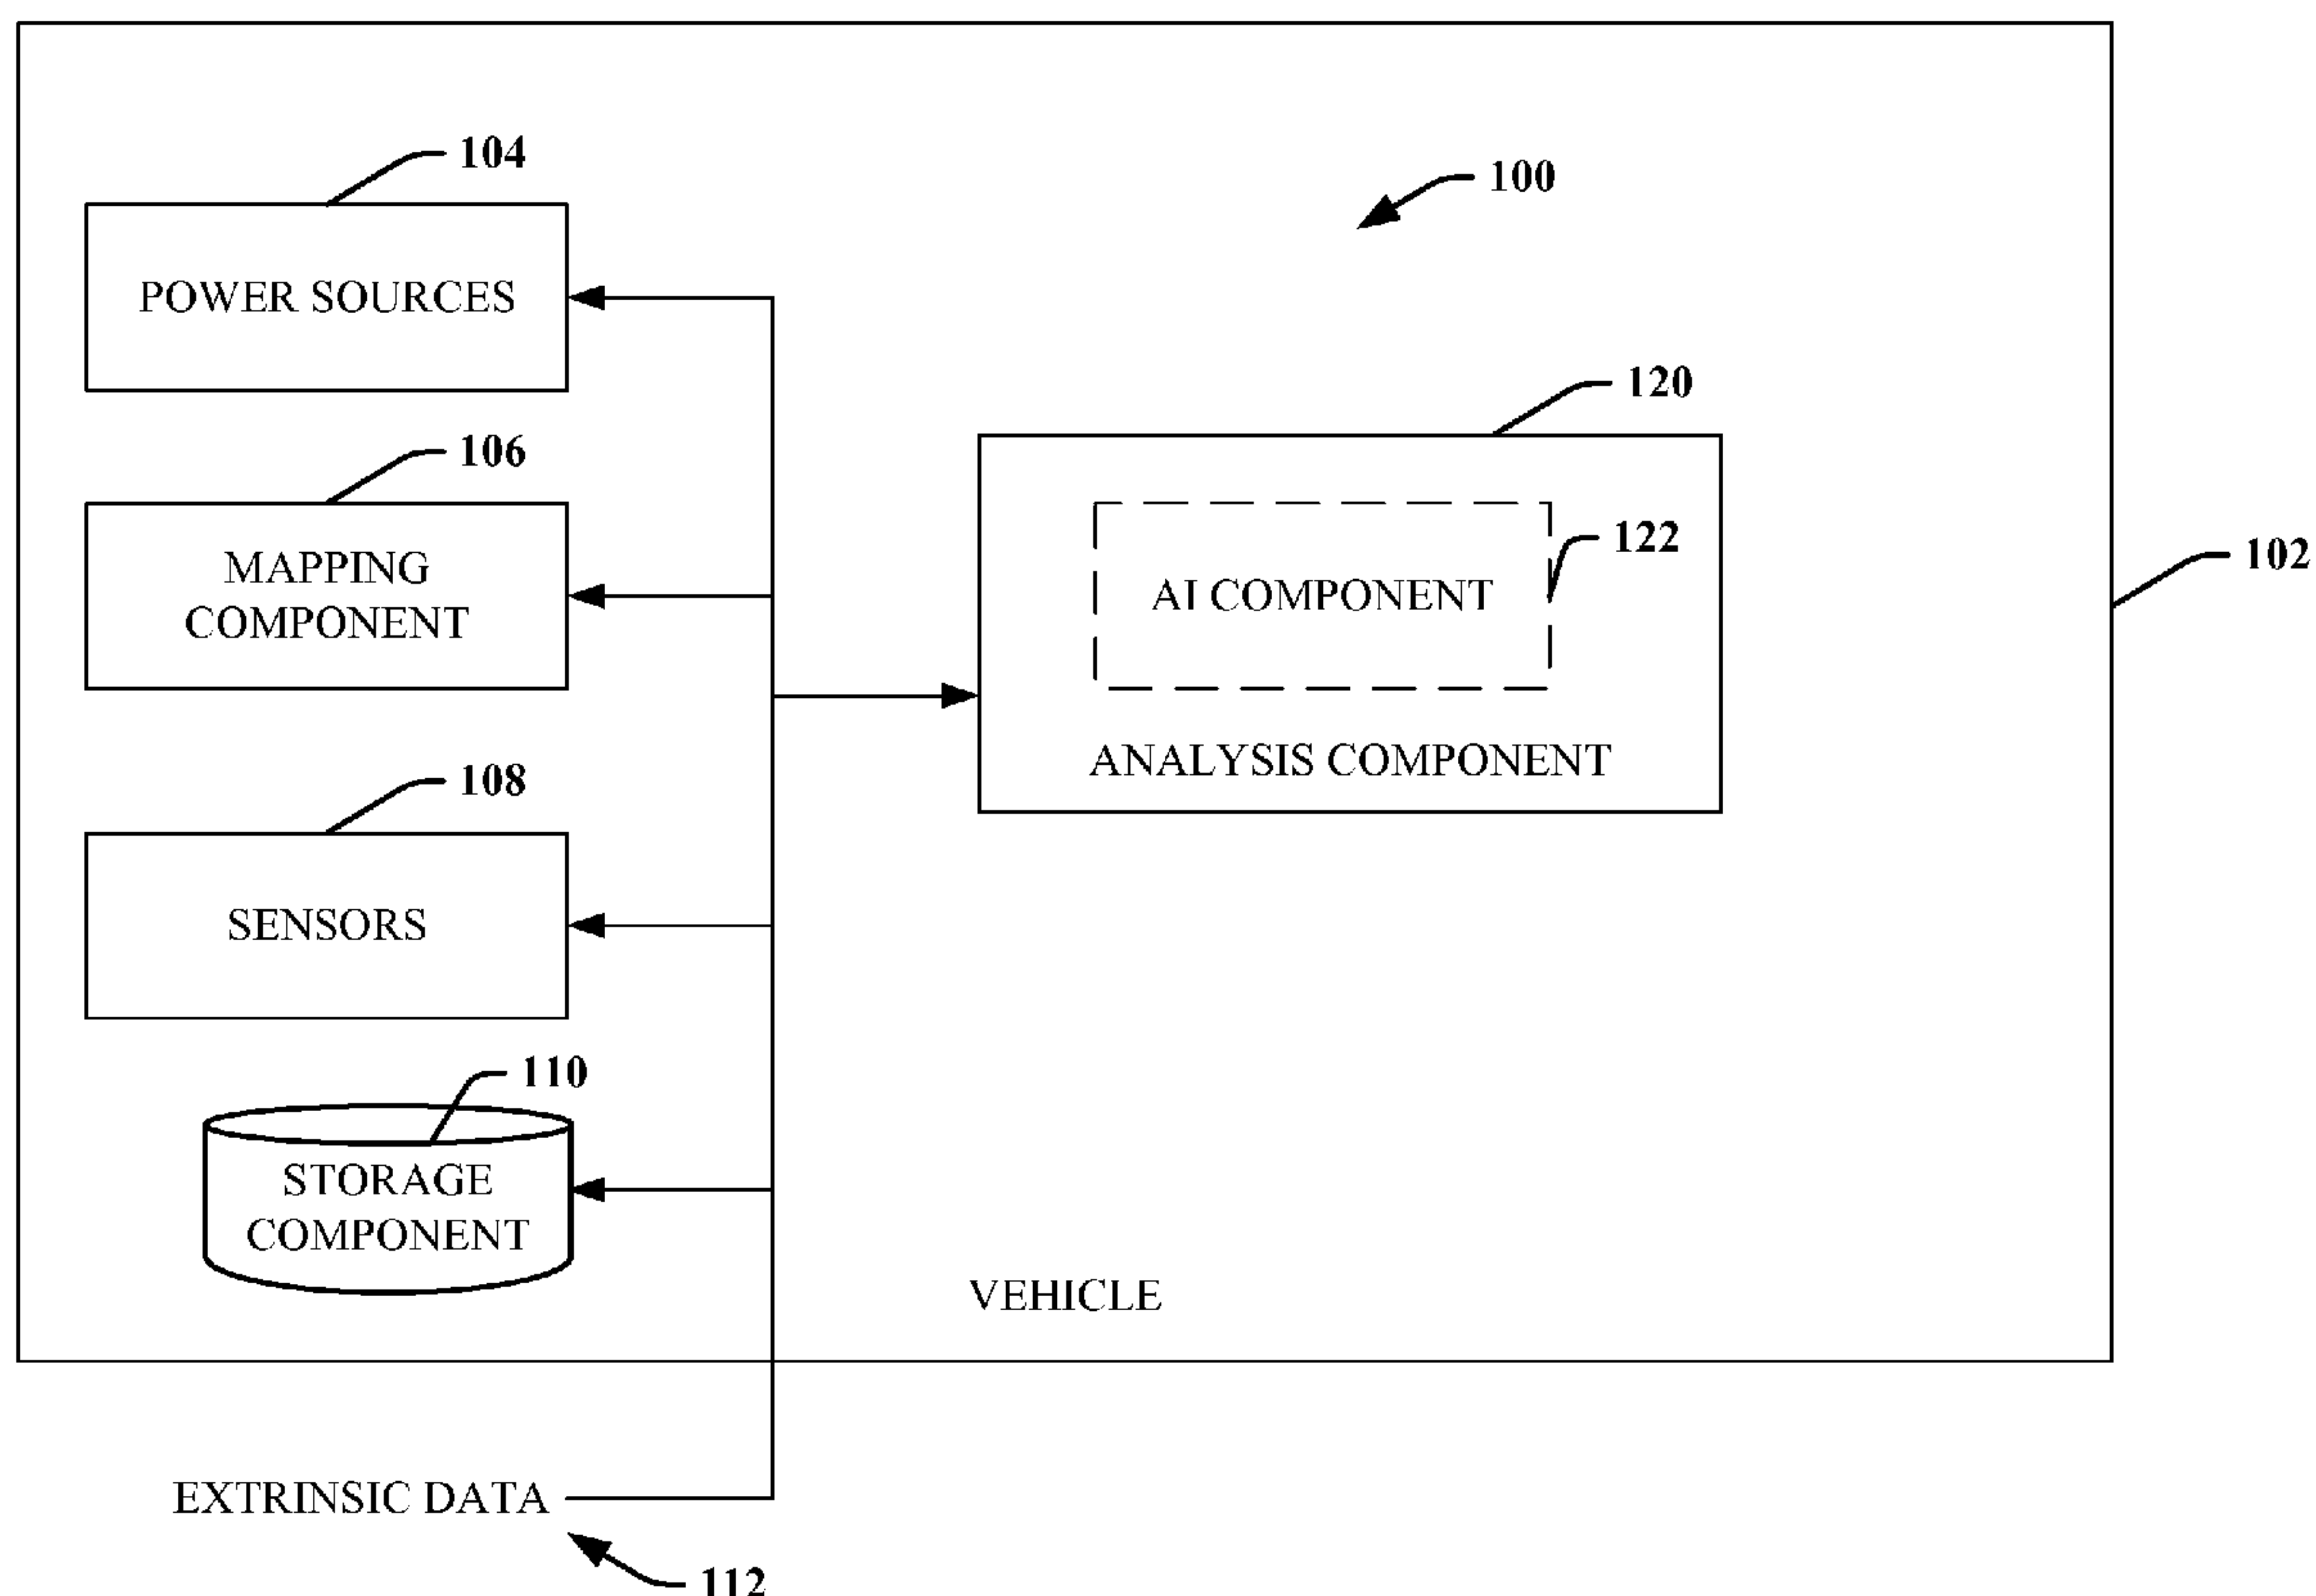 104
100
POWER SOURCES
120
106
122
102
MAPPING
COMPONENT
AI COMPONENT
ANALYSIS COMPONENT
108
SENSORS
110
STORAGE
COMPONENT
VEHICLE
EXTRINSIC DATA
112